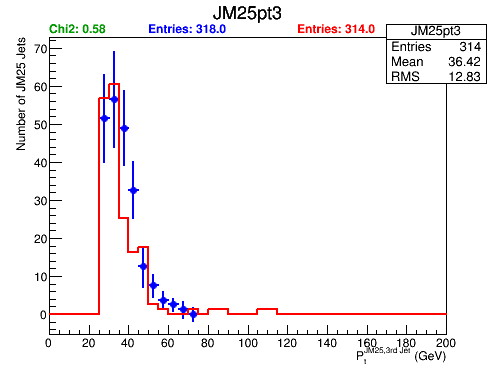 JM25pt3
Chi2: 0.58 Entries: 318.0 Entries: 314.0
JM25pt3
Entries 314
Mean 36.42
RMS 12.83
Number of JM25 Jets
70
60
50
40
30
20
10
0
0 20 40 60 80 100 120 140 160 180 200
P_t^JM25,3rd Jet (GeV)